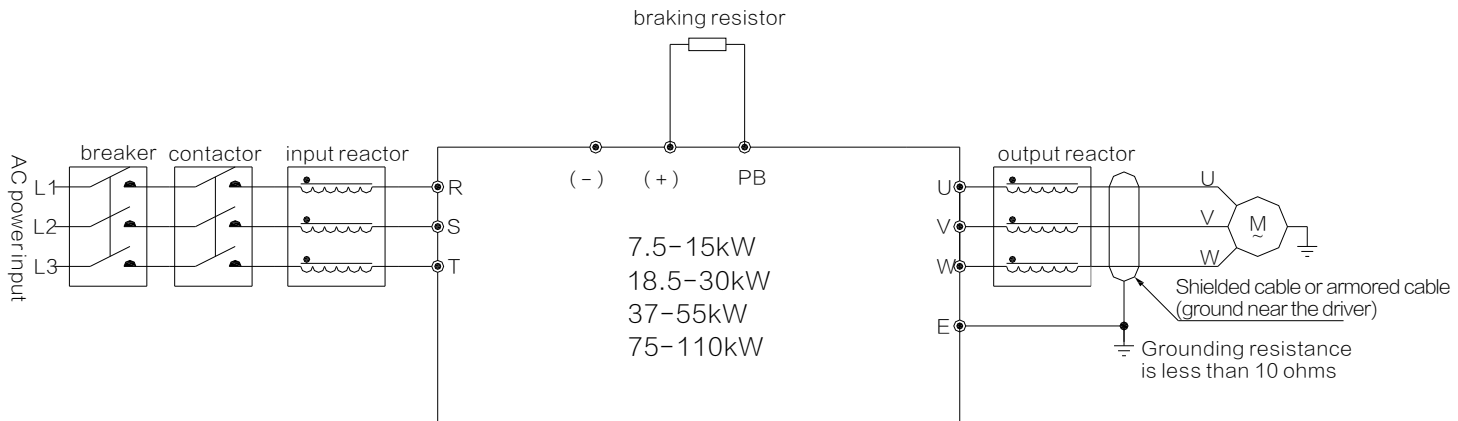 braking resistor
breaker
contactor
input reactor
output reactor
AC power input
L1
L2
L3
R
S
T
(-)
(+)
PB
7.5-15kW
18.5-30kW
37-55kW
75-110kW
U
V
W
E
U
V
W
M
~
Shielded cable or armored cable
(ground near the driver)
Grounding resistance
is less than 10 ohms